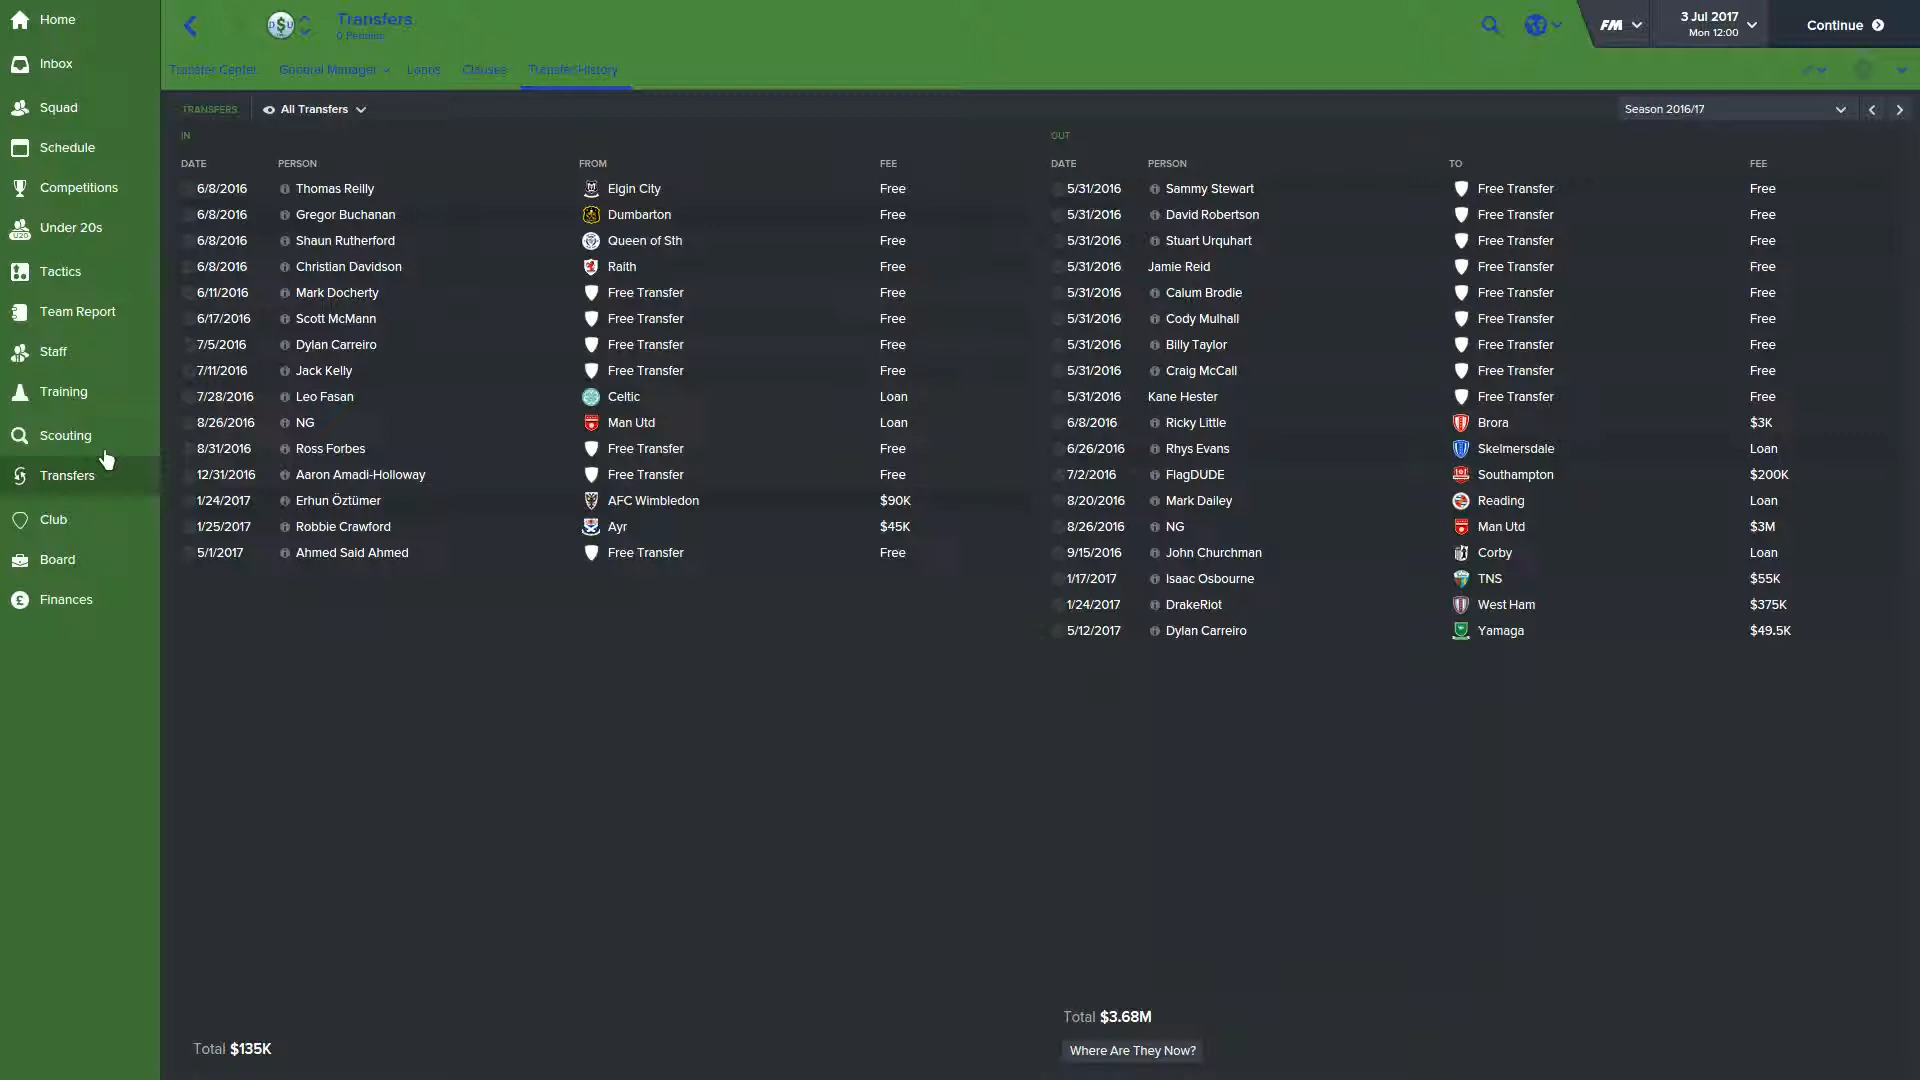 Home
Inbox
Squad
Schedule
Competitions
Under 20s
Tactics
Team Report
Staff
Training
Scouting
Transfers
Club
Board
Finances
Transfers
0 Pending
FM
3 Jul 2017
Mon 12:00
Continue
Transfer Center General Manager Loans Clauses Transfer History
TRANSFERS All Transfers Season 2016/17
IN
DATE PERSON FROM FEE
6/8/2016 Thomas Reilly Elgin City Free
6/8/2016 Gregor Buchanan Dumbarton Free
6/8/2016 Shaun Rutherford Queen of Sth Free
6/8/2016 Christian Davidson Raith Free
6/11/2016 Mark Docherty Free Transfer Free
6/17/2016 Scott McMann Free Transfer Free
7/5/2016 Dylan Carreiro Free Transfer Free
7/11/2016 Jack Kelly Free Transfer Free
7/28/2016 Leo Fasan Celtic Loan
8/26/2016 NG Man Utd Loan
8/31/2016 Ross Forbes Free Transfer Free
12/31/2016 Aaron Amadi-Holloway Free Transfer Free
1/24/2017 Erhun Öztümer AFC Wimbledon $90K
1/25/2017 Robbie Crawford Ayr $45K
5/1/2017 Ahmed Said Ahmed Free Transfer Free
Total $135K
OUT
DATE PERSON TO FEE
5/31/2016 Sammy Stewart Free Transfer Free
5/31/2016 David Robertson Free Transfer Free
5/31/2016 Stuart Urquhart Free Transfer Free
5/31/2016 Jamie Reid Free Transfer Free
5/31/2016 Calum Brodie Free Transfer Free
5/31/2016 Cody Mulhall Free Transfer Free
5/31/2016 Billy Taylor Free Transfer Free
5/31/2016 Craig McCall Free Transfer Free
5/31/2016 Kane Hester Free Transfer Free
6/8/2016 Ricky Little Brora $3K
6/26/2016 Rhys Evans Skelmersdale Loan
7/2/2016 FlagDUDE Southampton $200K
8/20/2016 Mark Dailey Reading Loan
8/26/2016 NG Man Utd $3M
9/15/2016 John Churchman Corby Loan
1/17/2017 Isaac Osbourne TNS $55K
1/24/2017 DrakeRiot West Ham $375K
5/12/2017 Dylan Carreiro Yamaga $49.5K
Total $3.68M
Where Are They Now?